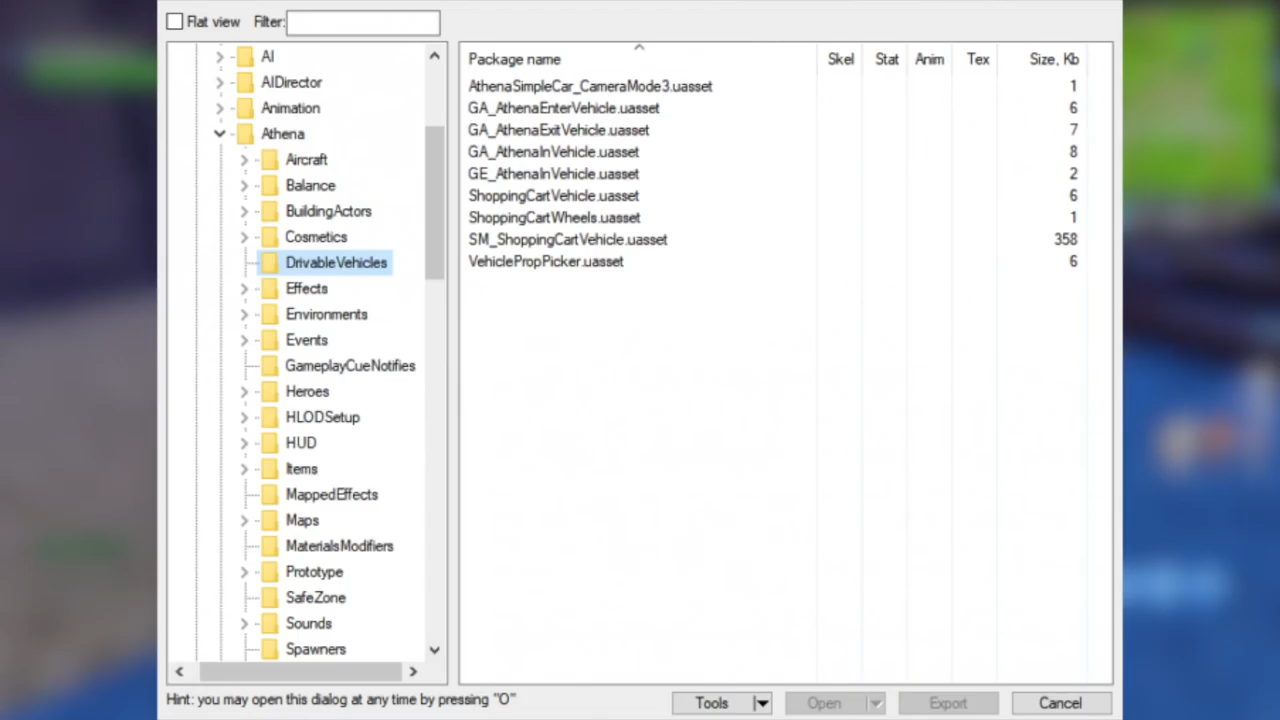 Flat view Filter:
AI
AIDirector
Animation
Athena
Aircraft
Balance
BuildingActors
Cosmetics
DrivableVehicles
Effects
Environments
Events
GameplayCueNotifies
Heroes
HLODSetup
HUD
Items
MappedEffects
Maps
MaterialsModifiers
Prototype
SafeZone
Sounds
Spawners
Package name Skel Stat Anim Tex Size, Kb
AthenaSimpleCar_CameraMode3.uasset 1
GA_AthenaEnterVehicle.uasset 6
GA_AthenaExitVehicle.uasset 7
GA_AthenaInVehicle.uasset 8
GE_AthenaInVehicle.uasset 2
ShoppingCartVehicle.uasset 6
ShoppingCartWheels.uasset 1
SM_ShoppingCartVehicle.uasset 358
VehiclePropPicker.uasset 6
Hint: you may open this dialog at any time by pressing "O"
Tools Open Export Cancel